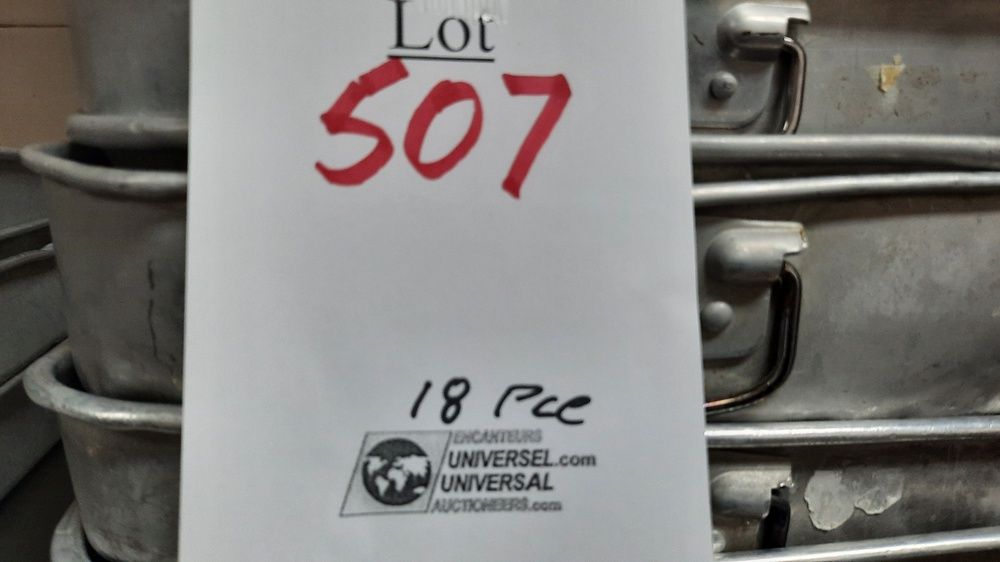 Lot
507
18 Pce
ENCANTEURS
UNIVERSEL.com
UNIVERSAL
AUCTIONEERS.com